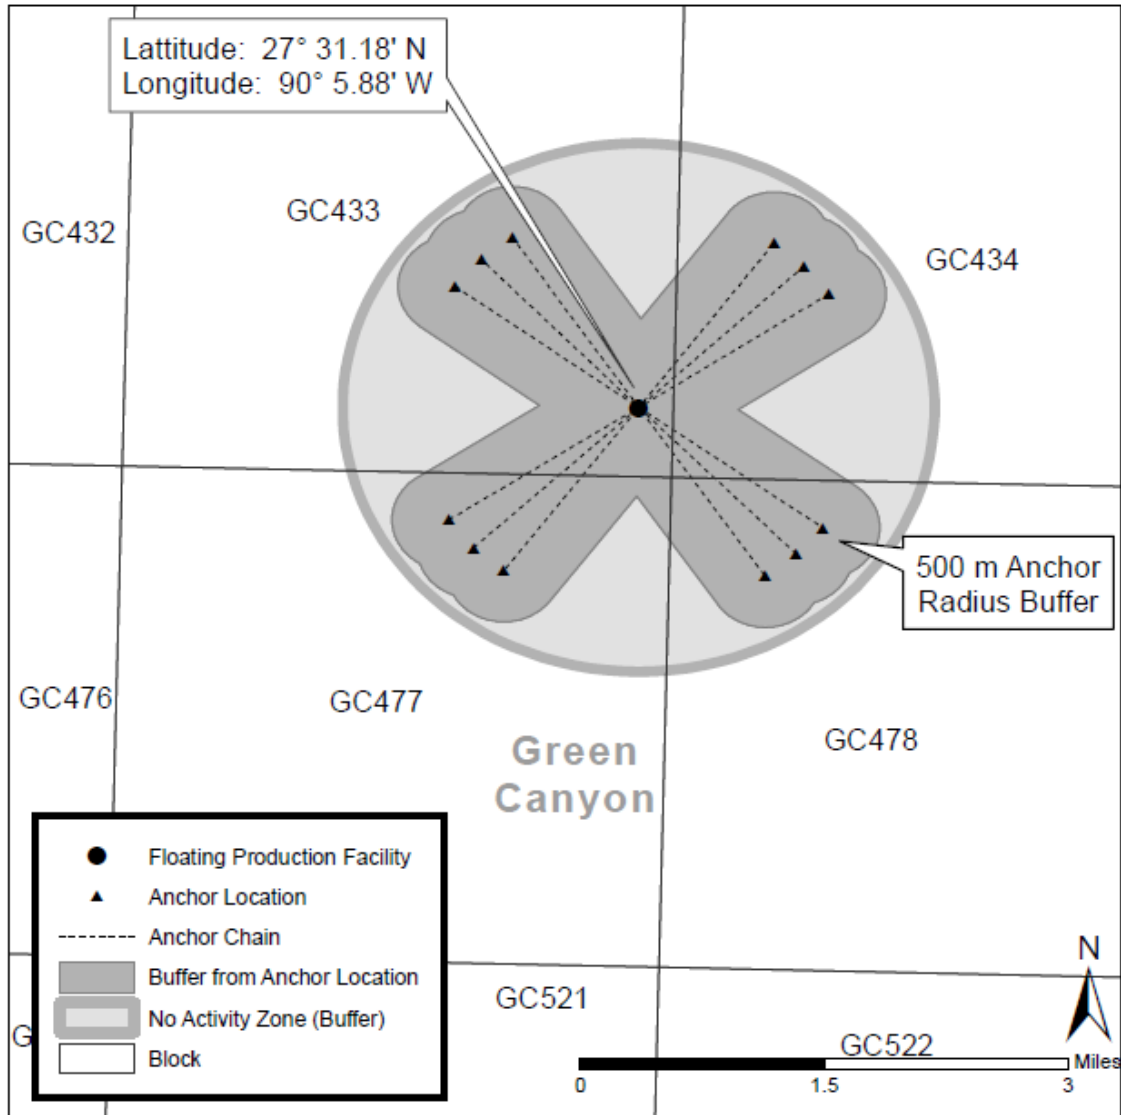 Lattitude:  27° 31.18' N
Longitude:  90° 5.88' W
GC432
GC433
GC434
500 m Anchor
Radius Buffer
GC476
GC477
GC478
Green
Canyon
Floating Production Facility
Anchor Location
Anchor Chain
Buffer from Anchor Location
No Activity Zone (Buffer)
Block
G
GC521
GC522
N
Miles
0
1.5
3